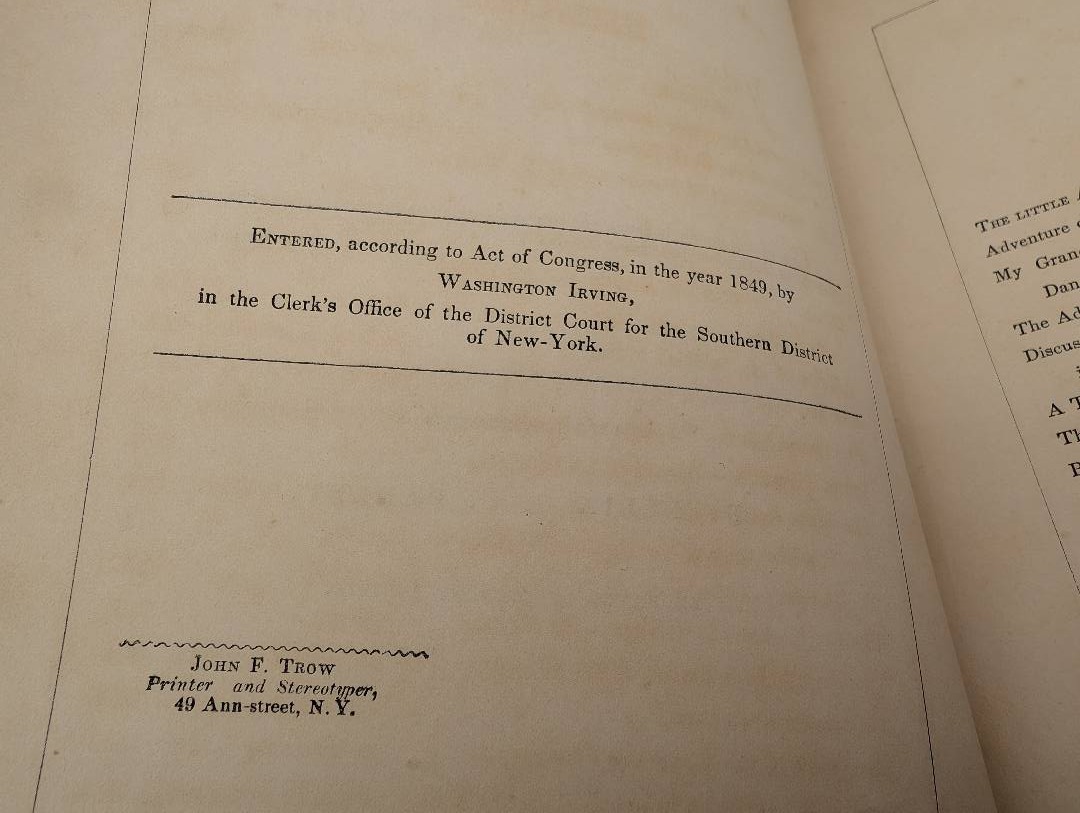 ENTERED, according to Act of Congress, in the year 1849, by
WASHINGTON IRVING,
in the Clerk's Office of the District Court for the Southern District
of New-York.
JOHN F. TROW
Printer and Stereotyper,
49 Ann-street, N. Y.
THE LITTLE
Adventure
My
The
A